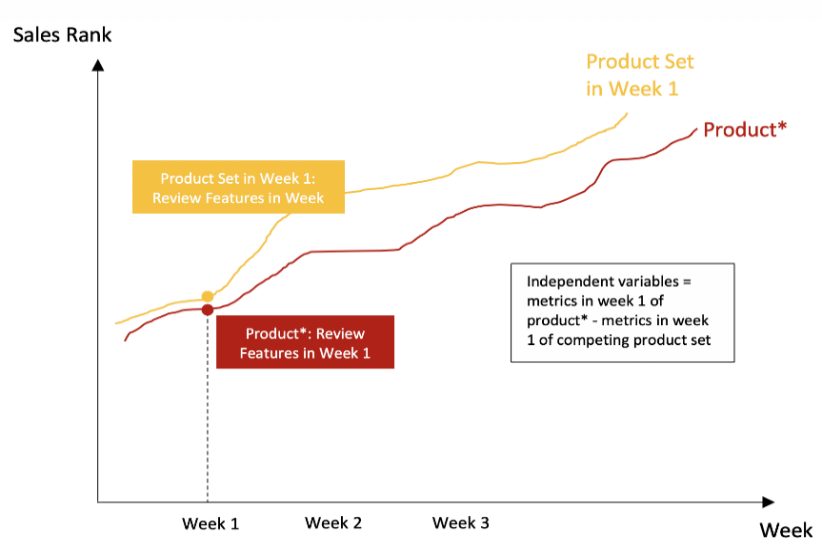 Sales Rank
Product Set
in Week 1
Product*
Product Set in Week 1:
Review Features in Week
Independent variables =
metrics in week 1 of
product* - metrics in week
1 of competing product set
Product*: Review
Features in Week 1
Week 1
Week 2
Week 3
Week